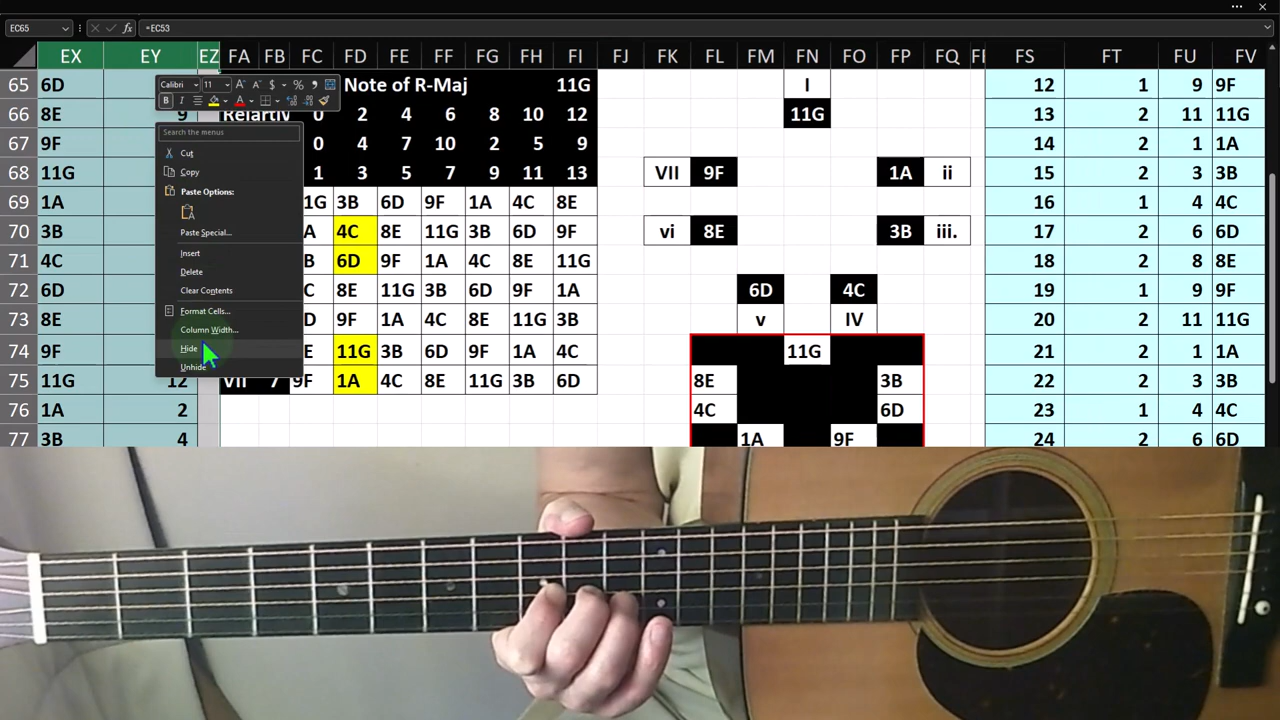 EC65 fx =EC53
EX EY EZ FA FB FC FD FE FF FG FH FI FJ FK FL FM FN FO FP FQ FS FT FU FV
65 6D Note of R-Maj 11G I 12 1 9 9F
66 8E 9 Relartiv 0 2 4 6 8 10 12 11G 13 2 11 11G
67 9F 0 4 7 10 2 5 9 14 2 1 1A
68 11G 1 3 5 7 9 11 13 VII 9F 1A ii 15 2 3 3B
69 1A 1G 3B 6D 9F 1A 4C 8E 16 1 4 4C
70 3B A 4C 8E 11G 3B 6D 9F vi 8E 3B iii. 17 2 6 6D
71 4C B 6D 9F 1A 4C 8E 11G 18 2 8 8E
72 6D C 8E 11G 3B 6D 9F 1A 6D 4C 19 1 9 9F
73 8E D 9F 1A 4C 8E 11G 3B v IV 20 2 11 11G
74 9F E 11G 3B 6D 9F 1A 4C 11G 21 2 1 1A
75 11G 12 VII 7 9F 1A 4C 8E 11G 3B 6D 8E 3B 22 2 3 3B
76 1A 2 4C 6D 23 1 4 4C
77 3B 4 1A 9F 24 2 6 6D
Calibri 11 A A $ % ,
B I A
Search the menus
Cut
Copy
Paste Options:
Paste Special...
Insert
Delete
Clear Contents
Format Cells...
Column Width...
Hide
Unhide